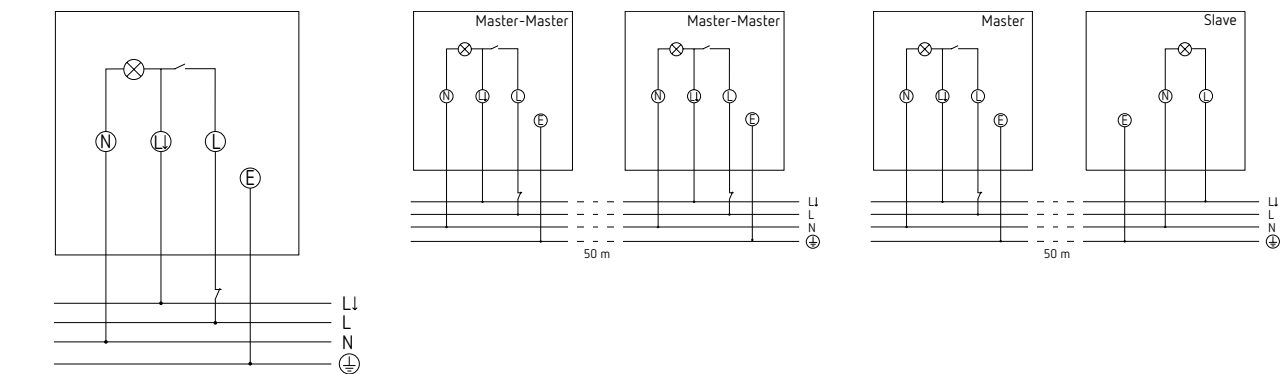 N L↓ L
E
L↓
L
N
Master-Master
N L↓ L
E
Master-Master
N L↓ L
E
50 m
L↓
L
N
Master
N L↓ L
E
Slave
N L
E
50 m
L↓
L
N